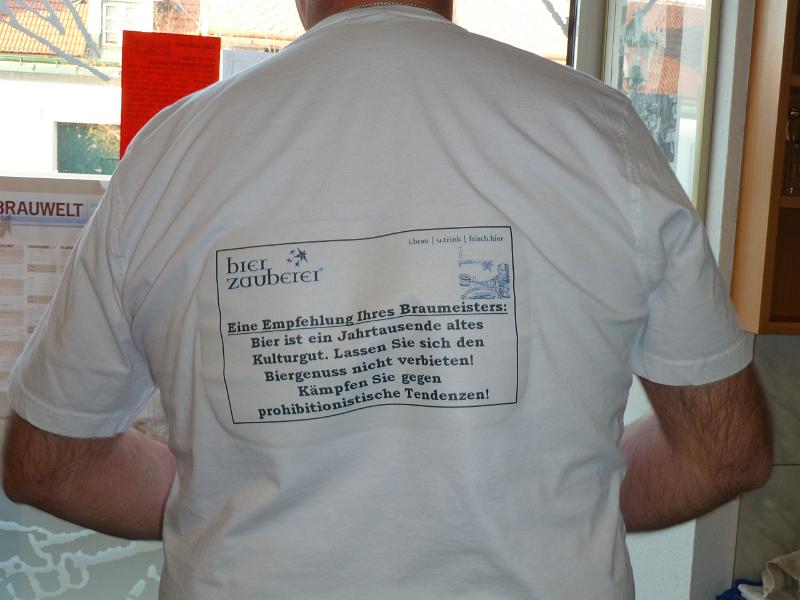 BRAUWELT
bier
zauberer
i.brau | u.trink | frisch.bier
Eine Empfehlung Ihres Braumeisters:
Bier ist ein Jahrtausende altes
Kulturgut. Lassen Sie sich den
Biergenuss nicht verbieten!
Kämpfen Sie gegen
prohibitionistische Tendenzen!